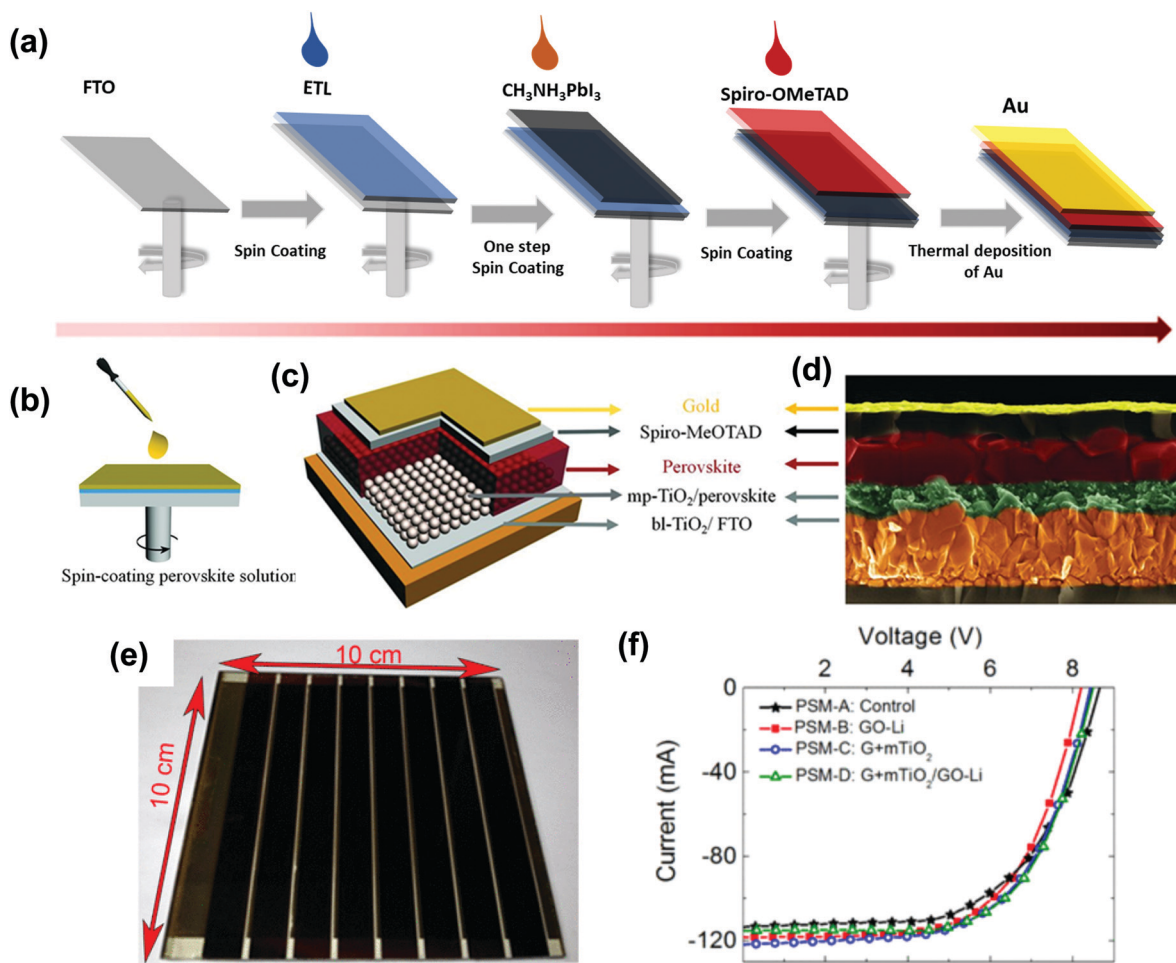 (a)
FTO
ETL
CH₃NH₃PbI₃
Spiro-OMeTAD
Au
Spin Coating
One step
Spin Coating
Spin Coating
Thermal deposition
of Au
(b)
Spin-coating perovskite solution
(c)
Gold
Spiro-MeOTAD
Perovskite
mp-TiO₂/perovskite
bl-TiO₂/ FTO
(d)
(e)
10 cm
10 cm
(f)
Voltage (V)
2 4 6 8
0
-40
-80
-120
Current (mA)
PSM-A: Control
PSM-B: GO-Li
PSM-C: G+mTiO₂
PSM-D: G+mTiO₂/GO-Li